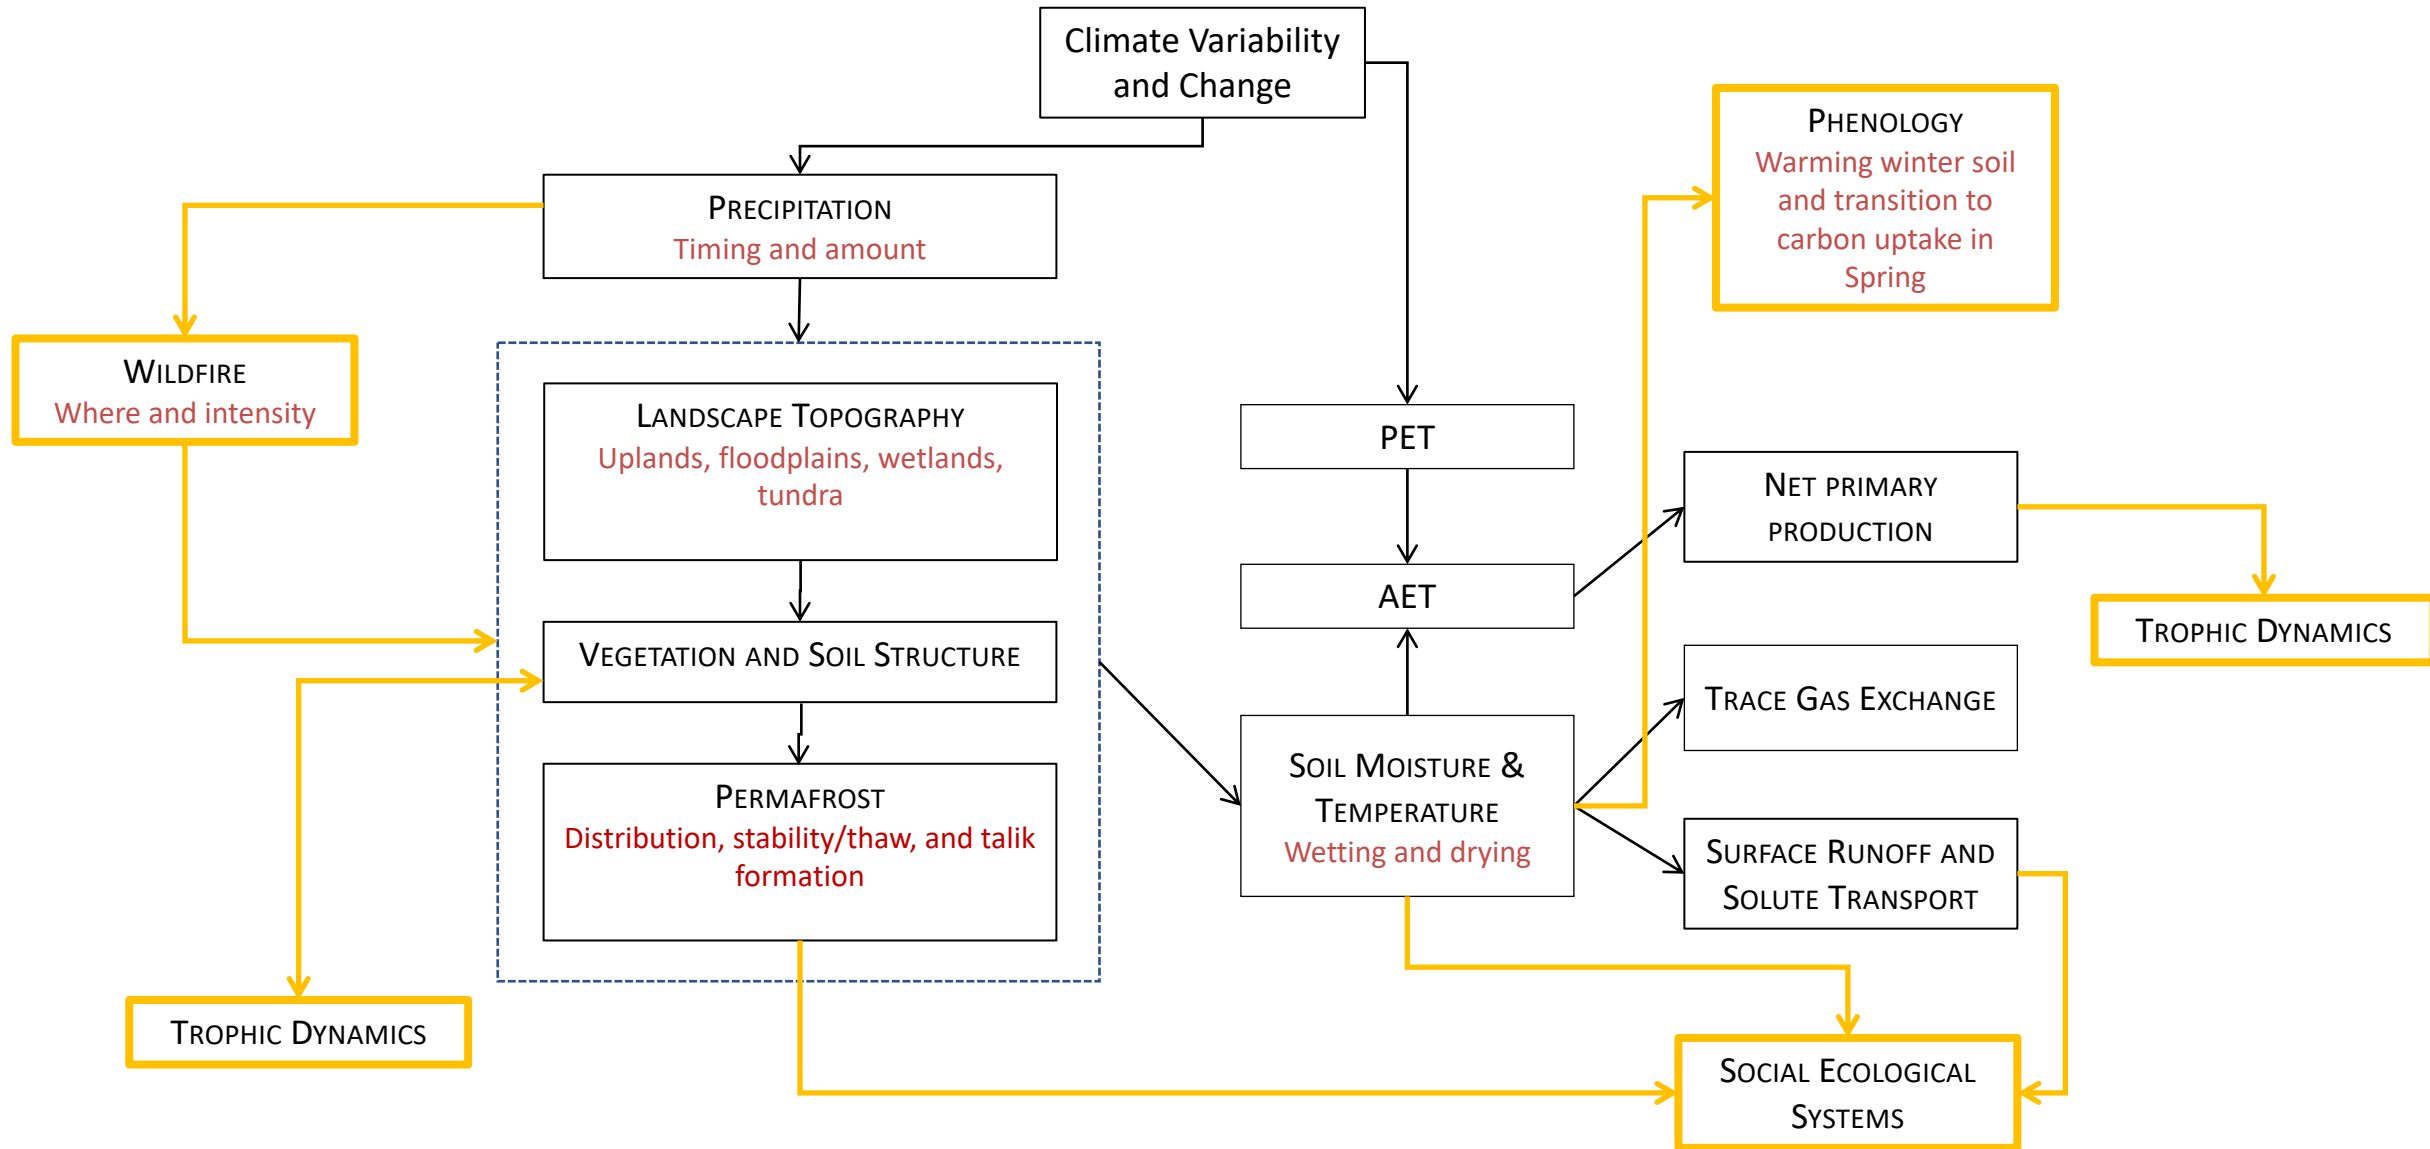 Climate Variability
and Change
PRECIPITATION
Timing and amount
PHENOLOGY
Warming winter soil
and transition to
carbon uptake in
Spring
WILDFIRE
Where and intensity
LANDSCAPE TOPOGRAPHY
Uplands, floodplains, wetlands,
tundra
VEGETATION AND SOIL STRUCTURE
PERMAFROST
Distribution, stability/thaw, and talik
formation
TROPHIC DYNAMICS
PET
AET
SOIL MOISTURE &
TEMPERATURE
Wetting and drying
NET PRIMARY
PRODUCTION
TRACE GAS EXCHANGE
SURFACE RUNOFF AND
SOLUTE TRANSPORT
TROPHIC DYNAMICS
SOCIAL ECOLOGICAL
SYSTEMS